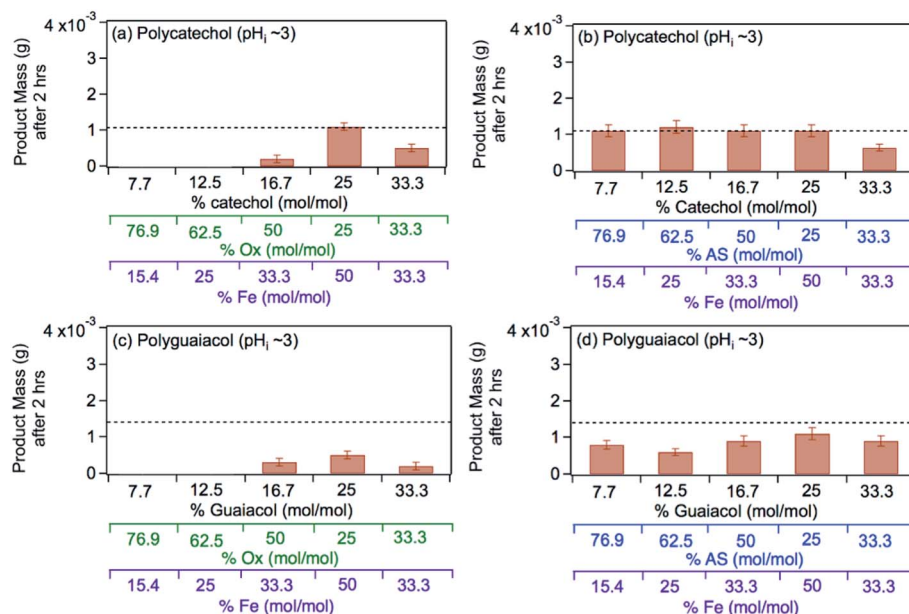 4 x10-3
(a) Polycatechol (pHi ~3)
3
2
1
0
Product Mass (g)
after 2 hrs
7.7 12.5 16.7 25 33.3
% catechol (mol/mol)
76.9 62.5 50 25 33.3
% Ox (mol/mol)
15.4 25 33.3 50 33.3
% Fe (mol/mol)
4 x10-3
(b) Polycatechol (pHi ~3)
3
2
1
0
Product Mass (g)
after 2 hrs
7.7 12.5 16.7 25 33.3
% Catechol (mol/mol)
76.9 62.5 50 25 33.3
% AS (mol/mol)
15.4 25 33.3 50 33.3
% Fe (mol/mol)
4 x10-3
(c) Polyguaiacol (pHi ~3)
3
2
1
0
Product Mass (g)
after 2 hrs
7.7 12.5 16.7 25 33.3
% Guaiacol (mol/mol)
76.9 62.5 50 25 33.3
% Ox (mol/mol)
15.4 25 33.3 50 33.3
% Fe (mol/mol)
4 x10-3
(d) Polyguaiacol (pHi ~3)
3
2
1
0
Product Mass (g)
after 2 hrs
7.7 12.5 16.7 25 33.3
% Guaiacol (mol/mol)
76.9 62.5 50 25 33.3
% AS (mol/mol)
15.4 25 33.3 50 33.3
% Fe (mol/mol)